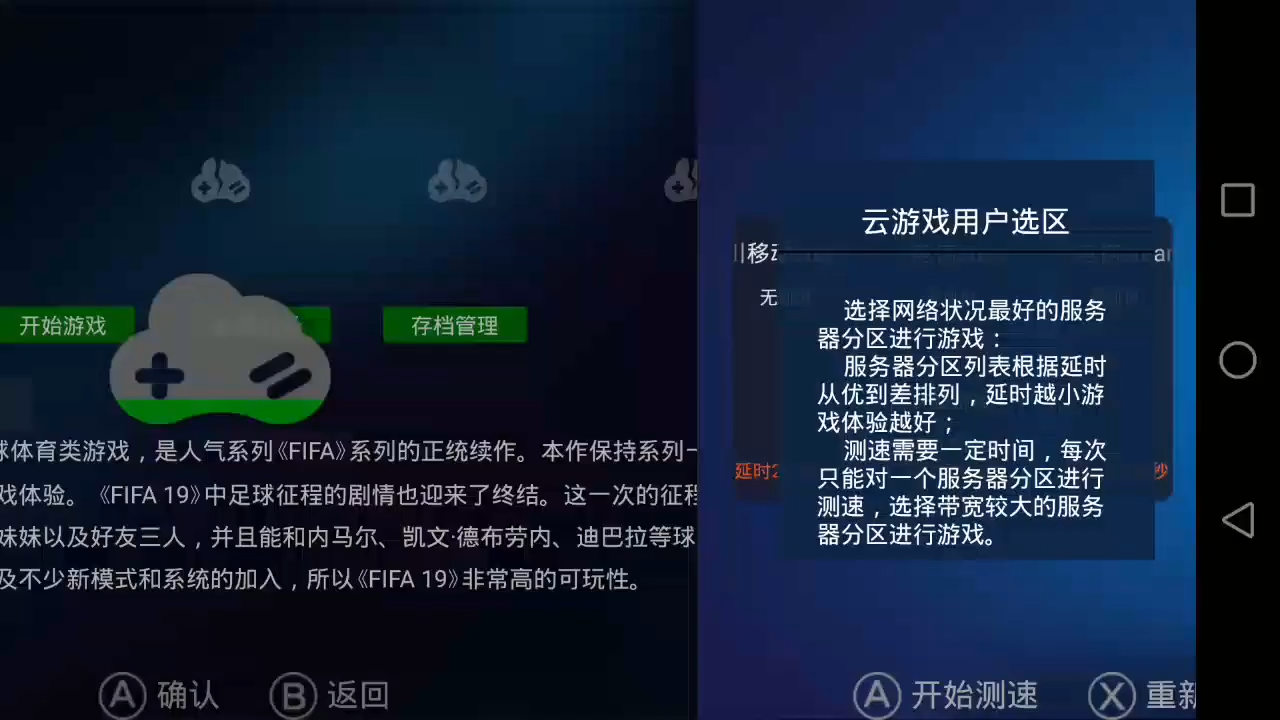 开始游戏
存档管理
球体育类游戏，是人气系列《FIFA》系列的正统续作。本作保持系列一
戏体验。《FIFA 19》中足球征程的剧情也迎来了终结。这一次的征程
妹妹以及好友三人，并且能和内马尔、凯文·德布劳内、迪巴拉等球
及不少新模式和系统的加入，所以《FIFA 19》非常高的可玩性。
A 确认
B 返回
云游戏用户选区
移动
无
选择网络状况最好的服务
器分区进行游戏：
服务器分区列表根据延时
从优到差排列，延时越小游
戏体验越好；
测速需要一定时间，每次
只能对一个服务器分区进行
测速，选择带宽较大的服务
器分区进行游戏。
延时2
秒
A 开始测速
X 重新